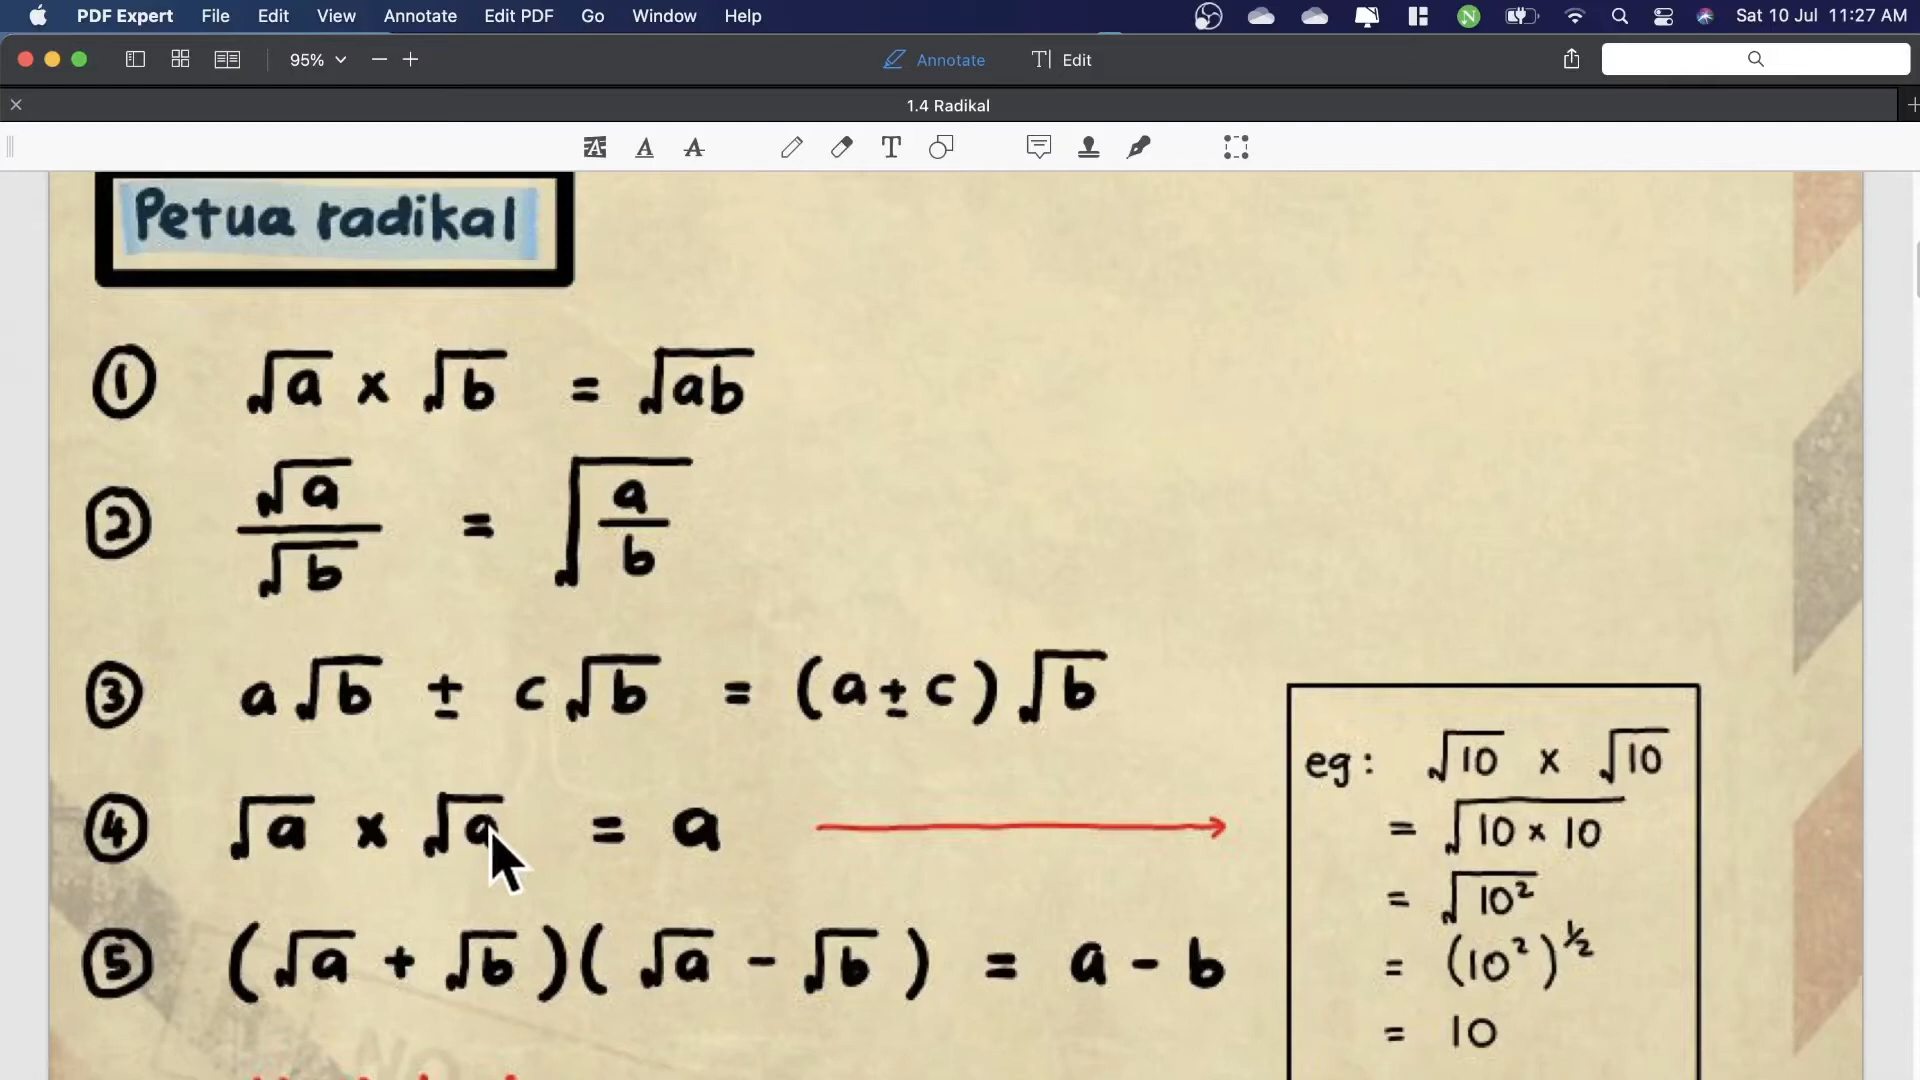 PDF Expert File Edit View Annotate Edit PDF Go Window Help Sat 10 Jul 11:27 AM
95% Annotate T| Edit
1.4 Radikal
Petua radikal
① √a × √b = √ab
② √a/√b = √(a/b)
③ a√b ± c√b = (a±c)√b
④ √a × √a = a
⑤ (√a + √b)(√a - √b) = a - b
eg: √10 × √10
= √10 × 10
= √10²
= (10²)^½
= 10